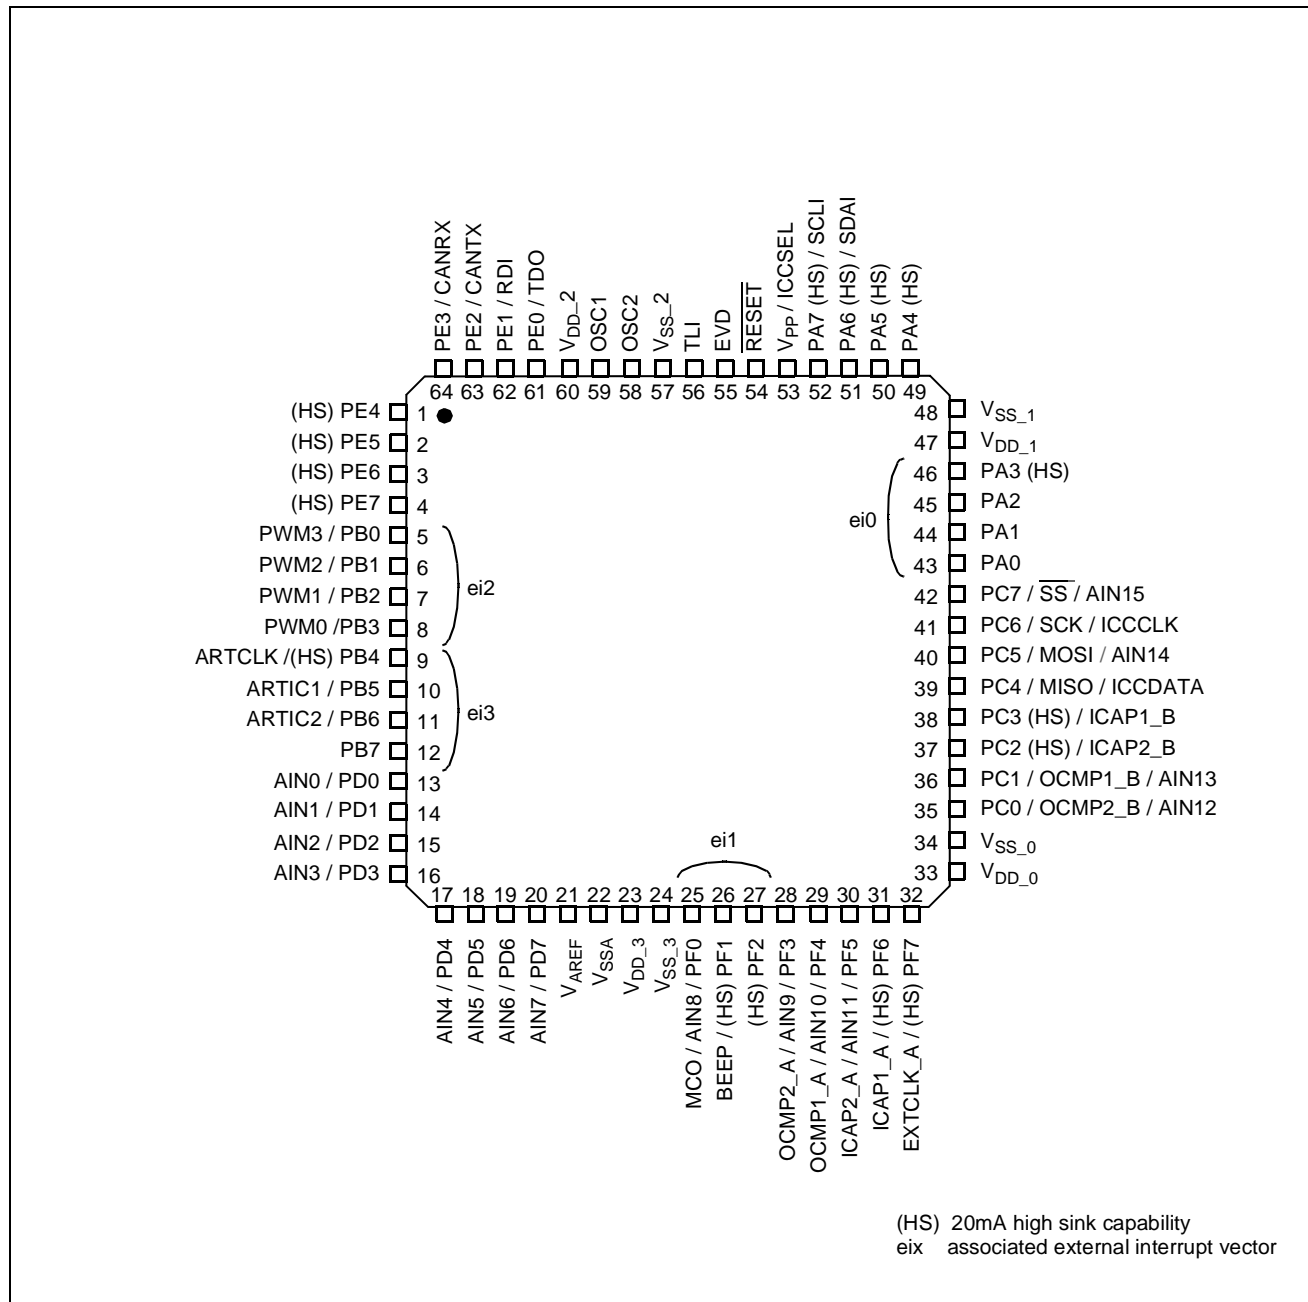 PE3 / CANRX
PE2 / CANTX
PE1 / RDI
PE0 / TDO
VDD_2
OSC1
OSC2
VSS_2
TLI
EVD
RESET
VPP / ICCSEL
PA7 (HS) / SCLI
PA6 (HS) / SDAI
PA5 (HS)
PA4 (HS)
64 63 62 61 60 59 58 57 56 55 54 53 52 51 50 49
(HS) PE4 1
(HS) PE5 2
(HS) PE6 3
(HS) PE7 4
PWM3 / PB0 5
PWM2 / PB1 6
PWM1 / PB2 7
PWM0 /PB3 8
ei2
ARTCLK /(HS) PB4 9
ARTIC1 / PB5 10
ARTIC2 / PB6 11
PB7 12
ei3
AIN0 / PD0 13
AIN1 / PD1 14
AIN2 / PD2 15
AIN3 / PD3 16
48 VSS_1
47 VDD_1
46 PA3 (HS)
45 PA2
44 PA1
43 PA0
ei0
42 PC7 / SS / AIN15
41 PC6 / SCK / ICCCLK
40 PC5 / MOSI / AIN14
39 PC4 / MISO / ICCDATA
38 PC3 (HS) / ICAP1_B
37 PC2 (HS) / ICAP2_B
36 PC1 / OCMP1_B / AIN13
35 PC0 / OCMP2_B / AIN12
34 VSS_0
33 VDD_0
ei1
17 18 19 20 21 22 23 24 25 26 27 28 29 30 31 32
AIN4 / PD4
AIN5 / PD5
AIN6 / PD6
AIN7 / PD7
VAREF
VSSA
VDD_3
VSS_3
MCO / AIN8 / PF0
BEEP / (HS) PF1
(HS) PF2
OCMP2_A / AIN9 / PF3
OCMP1_A / AIN10 / PF4
ICAP2_A / AIN11 / PF5
ICAP1_A / (HS) PF6
EXTCLK_A / (HS) PF7
(HS) 20mA high sink capability
eix associated external interrupt vector